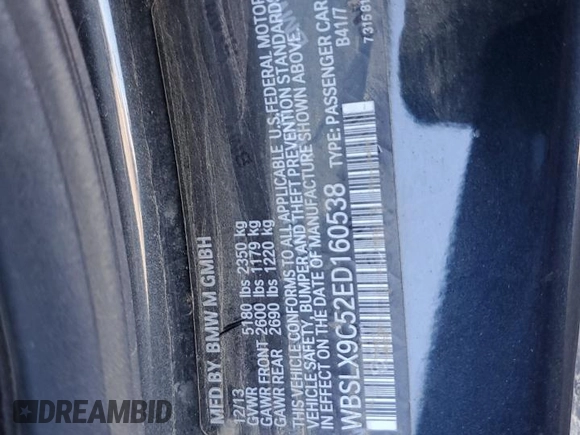 MFD BY: BMW M GMBH
12/13
GVWR 5180 lbs 2350 kg
GAWR FRONT 2600 lbs 1179 kg
GAWR REAR 2690 lbs 1220 kg
THIS VEHICLE CONFORMS TO ALL APPLICABLE U.S. FEDERAL MOTOR
VEHICLE SAFETY, BUMPER AND THEFT PREVENTION STANDARDS
IN EFFECT ON THE DATE OF MANUFACTURE SHOWN ABOVE.
WBSLX9C52ED160538 TYPE: PASSENGER CAR
B41/7
DREAMBID